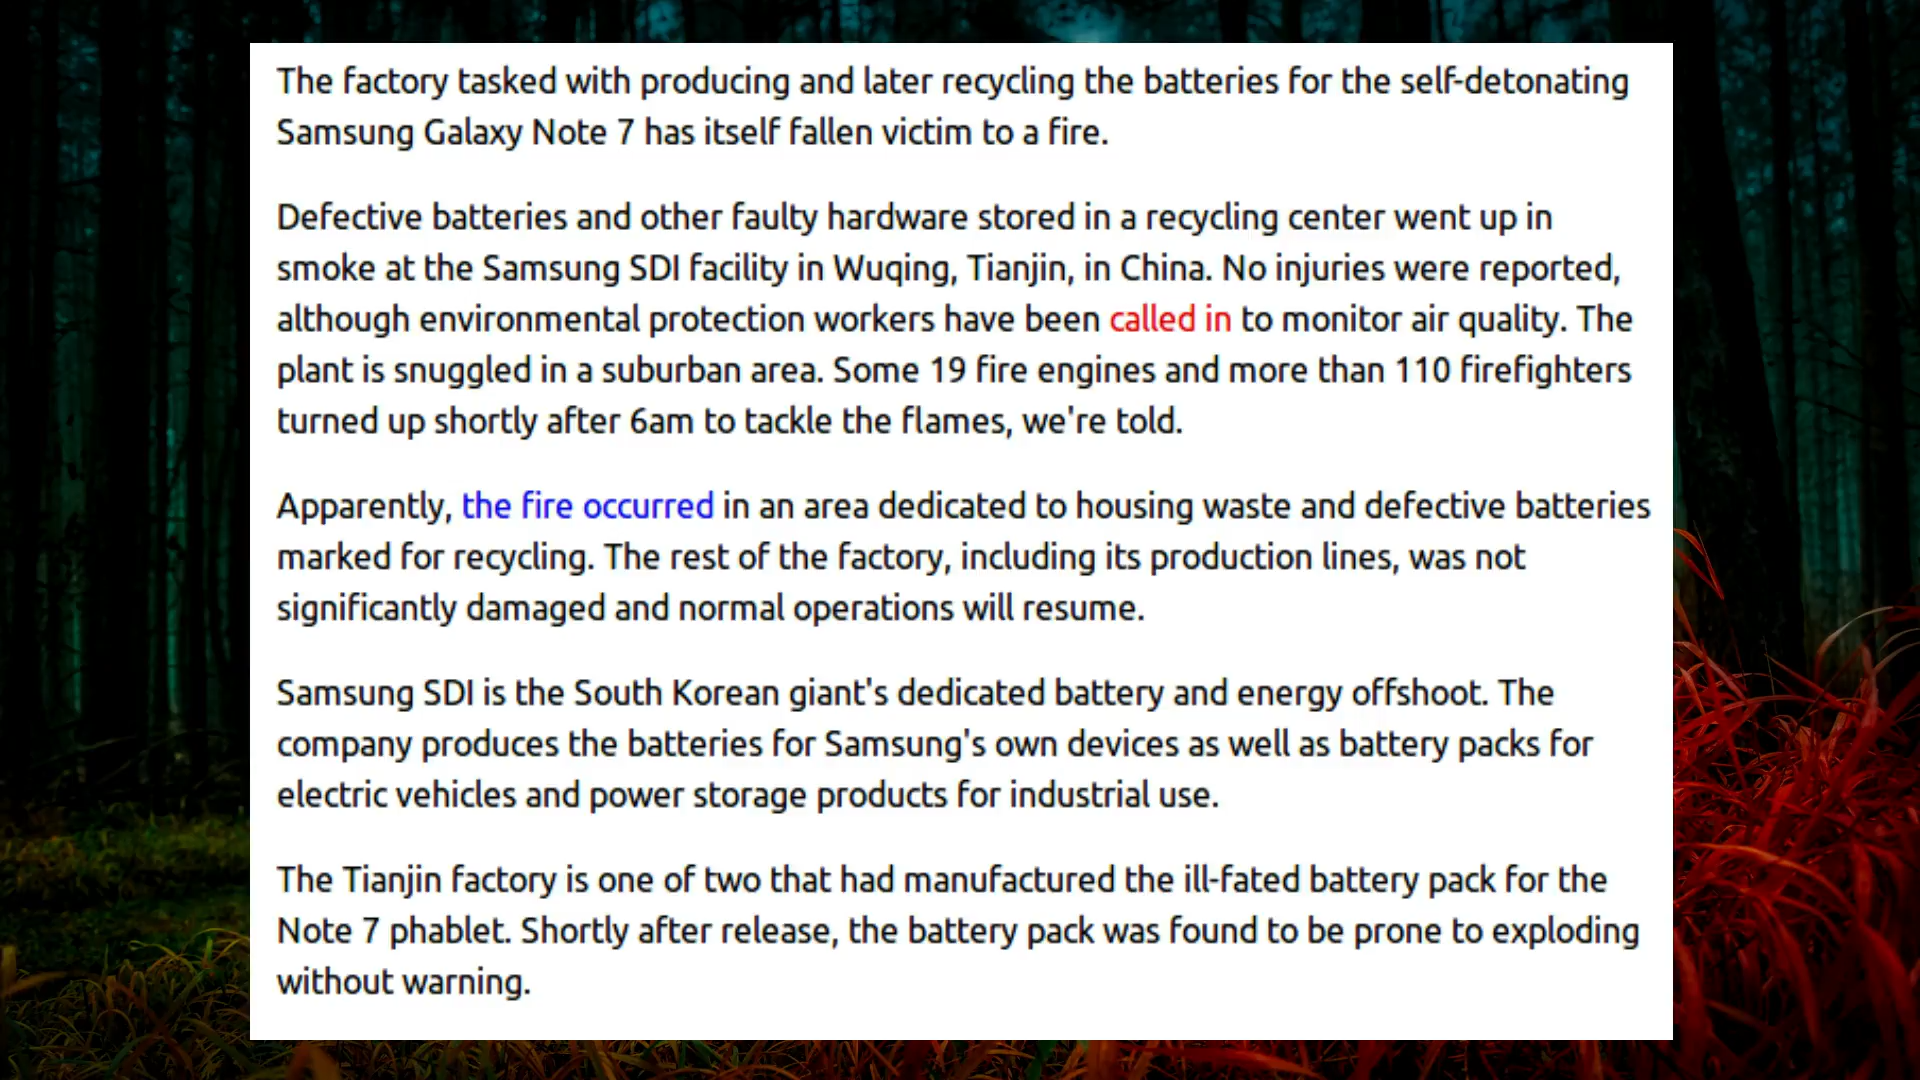 The factory tasked with producing and later recycling the batteries for the self-detonating
Samsung Galaxy Note 7 has itself fallen victim to a fire.
Defective batteries and other faulty hardware stored in a recycling center went up in
smoke at the Samsung SDI facility in Wuqing, Tianjin, in China. No injuries were reported,
although environmental protection workers have been called in to monitor air quality. The
plant is snuggled in a suburban area. Some 19 fire engines and more than 110 firefighters
turned up shortly after 6am to tackle the flames, we're told.
Apparently, the fire occurred in an area dedicated to housing waste and defective batteries
marked for recycling. The rest of the factory, including its production lines, was not
significantly damaged and normal operations will resume.
Samsung SDI is the South Korean giant's dedicated battery and energy offshoot. The
company produces the batteries for Samsung's own devices as well as battery packs for
electric vehicles and power storage products for industrial use.
The Tianjin factory is one of two that had manufactured the ill-fated battery pack for the
Note 7 phablet. Shortly after release, the battery pack was found to be prone to exploding
without warning.